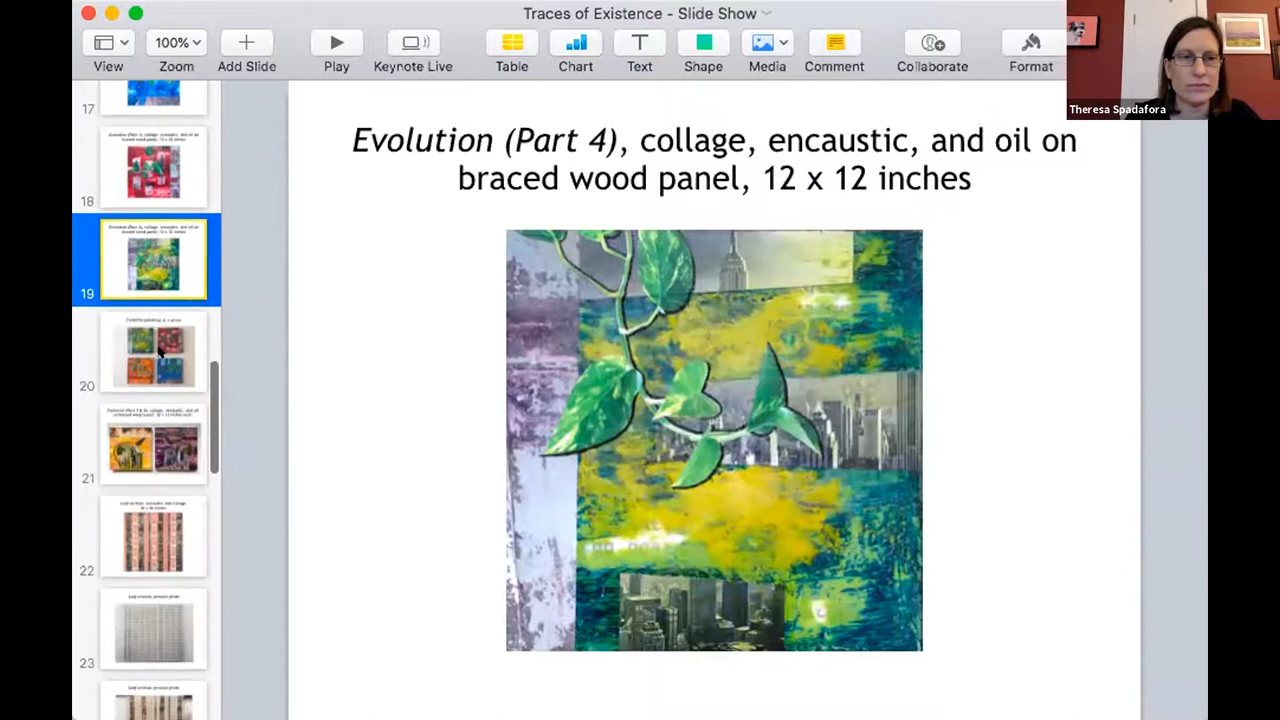 Traces of Existence - Slide Show
View
100%
Zoom
Add Slide
Play
Keynote Live
Table
Chart
T
Text
Shape
Media
Comment
Collaborate
Format
Theresa Spadafora
17
Evolution (Part 4), collage, encaustic, and oil on
braced wood panel, 12 x 12 inches
18
19
20
21
22
23